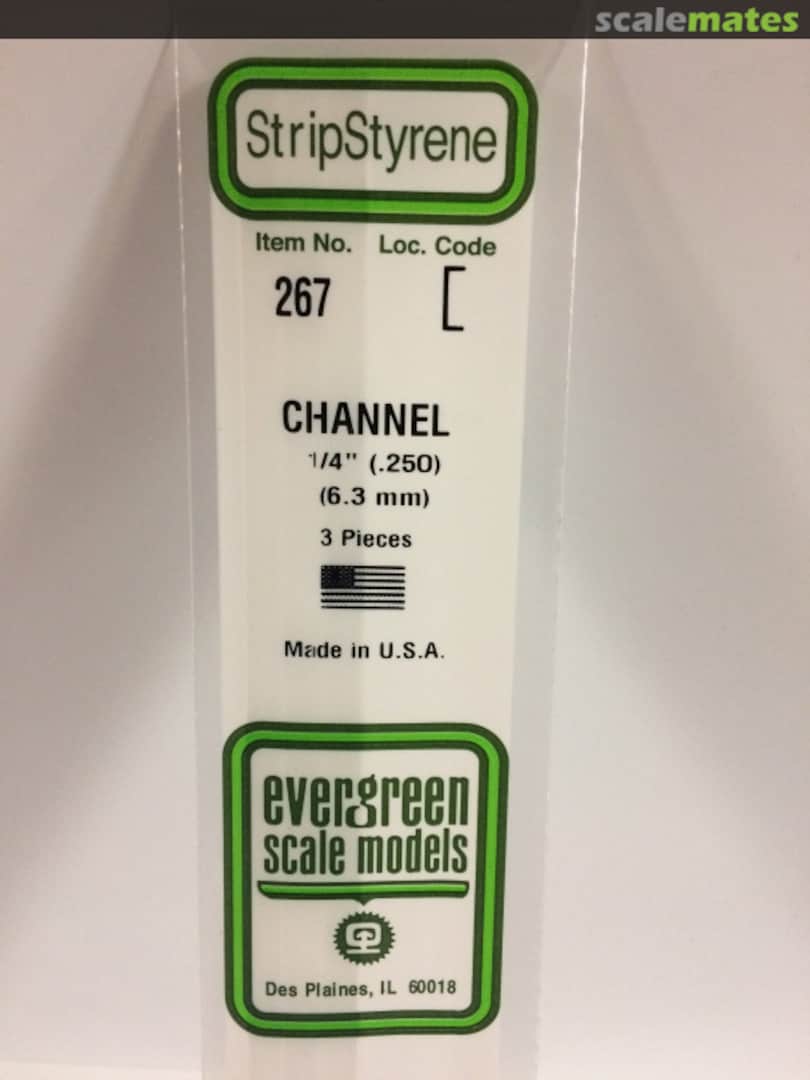 scalemates
StripStyrene
Item No. Loc. Code
267 [
CHANNEL
1/4" (.250)
(6.3 mm)
3 Pieces
Made in U.S.A.
evergreen
scale models
Des Plaines, IL 60018